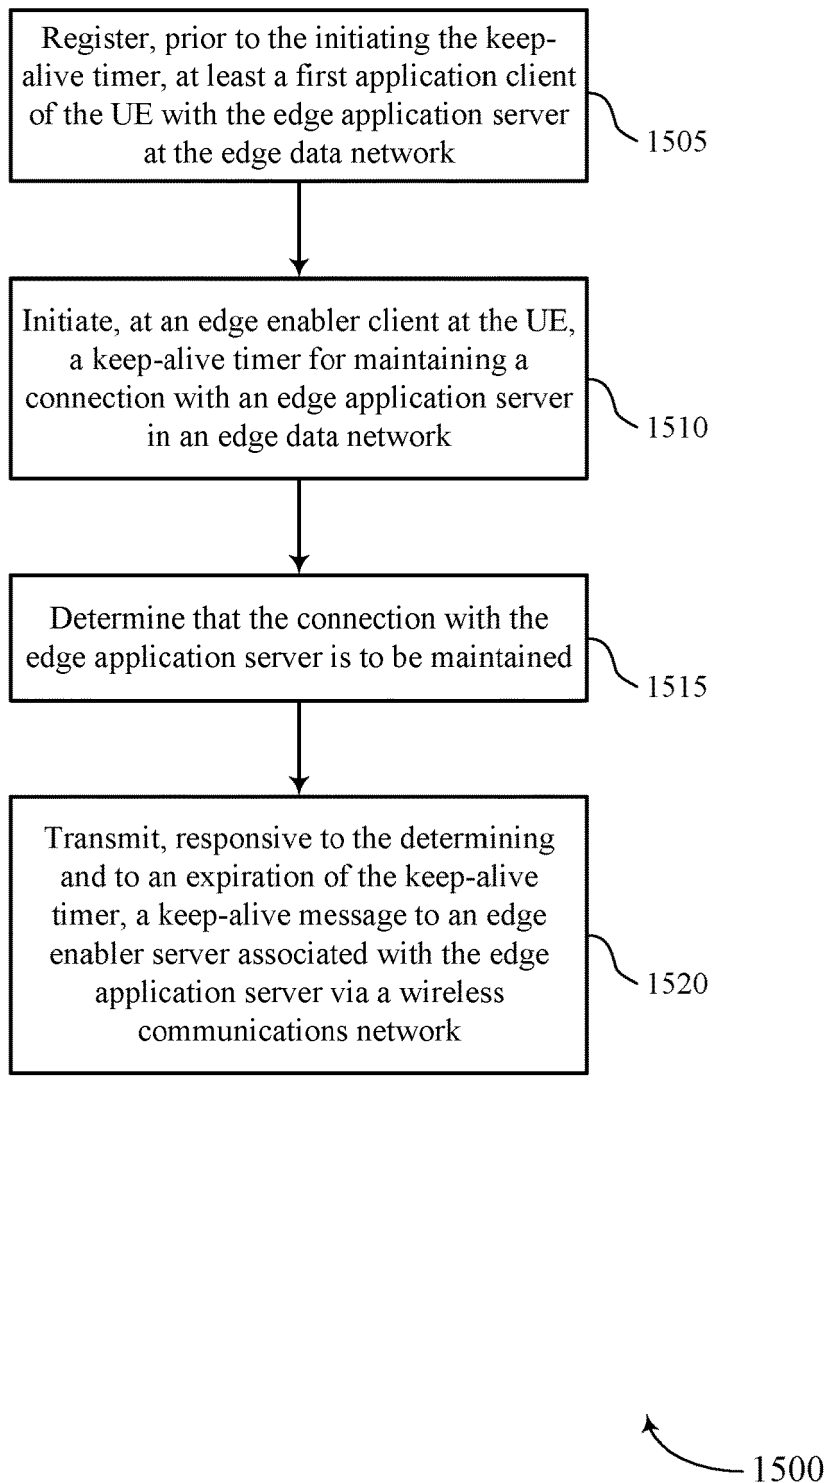 Register, prior to the initiating the keep-
alive timer, at least a first application client
of the UE with the edge application server
at the edge data network
1505
Initiate, at an edge enabler client at the UE,
a keep-alive timer for maintaining a
connection with an edge application server
in an edge data network
1510
Determine that the connection with the
edge application server is to be maintained
1515
Transmit, responsive to the determining
and to an expiration of the keep-alive
timer, a keep-alive message to an edge
enabler server associated with the edge
application server via a wireless
communications network
1520
1500